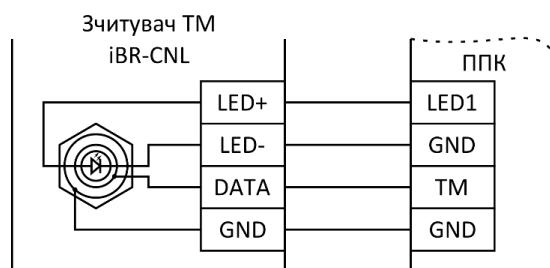 Зчитувач ТМ
iBR-CNL
ППК
LED+ LED1
LED- GND
DATA TM
GND GND